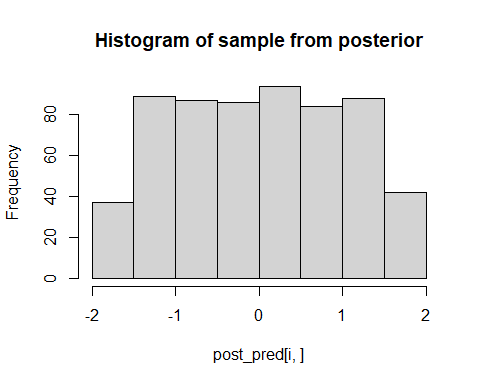 Histogram of sample from posterior
Frequency
80
60
40
20
0
-2 -1 0 1 2
post_pred[i, ]